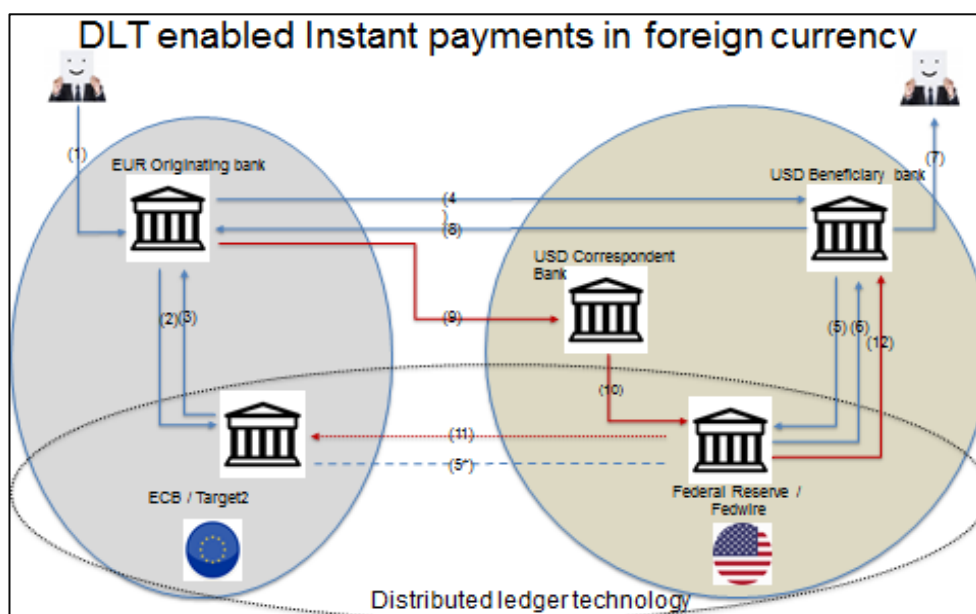 DLT enabled Instant payments in foreign currency
(1)
EUR Originating bank
USD Beneficiary bank
(7)
(4
)
(8)
USD Correspondent
Bank
(2)
(3)
(9)
(5)
(6)
(12)
(10)
(11)
(5*)
ECB / Target2
Federal Reserve /
Fedwire
Distributed ledger technology